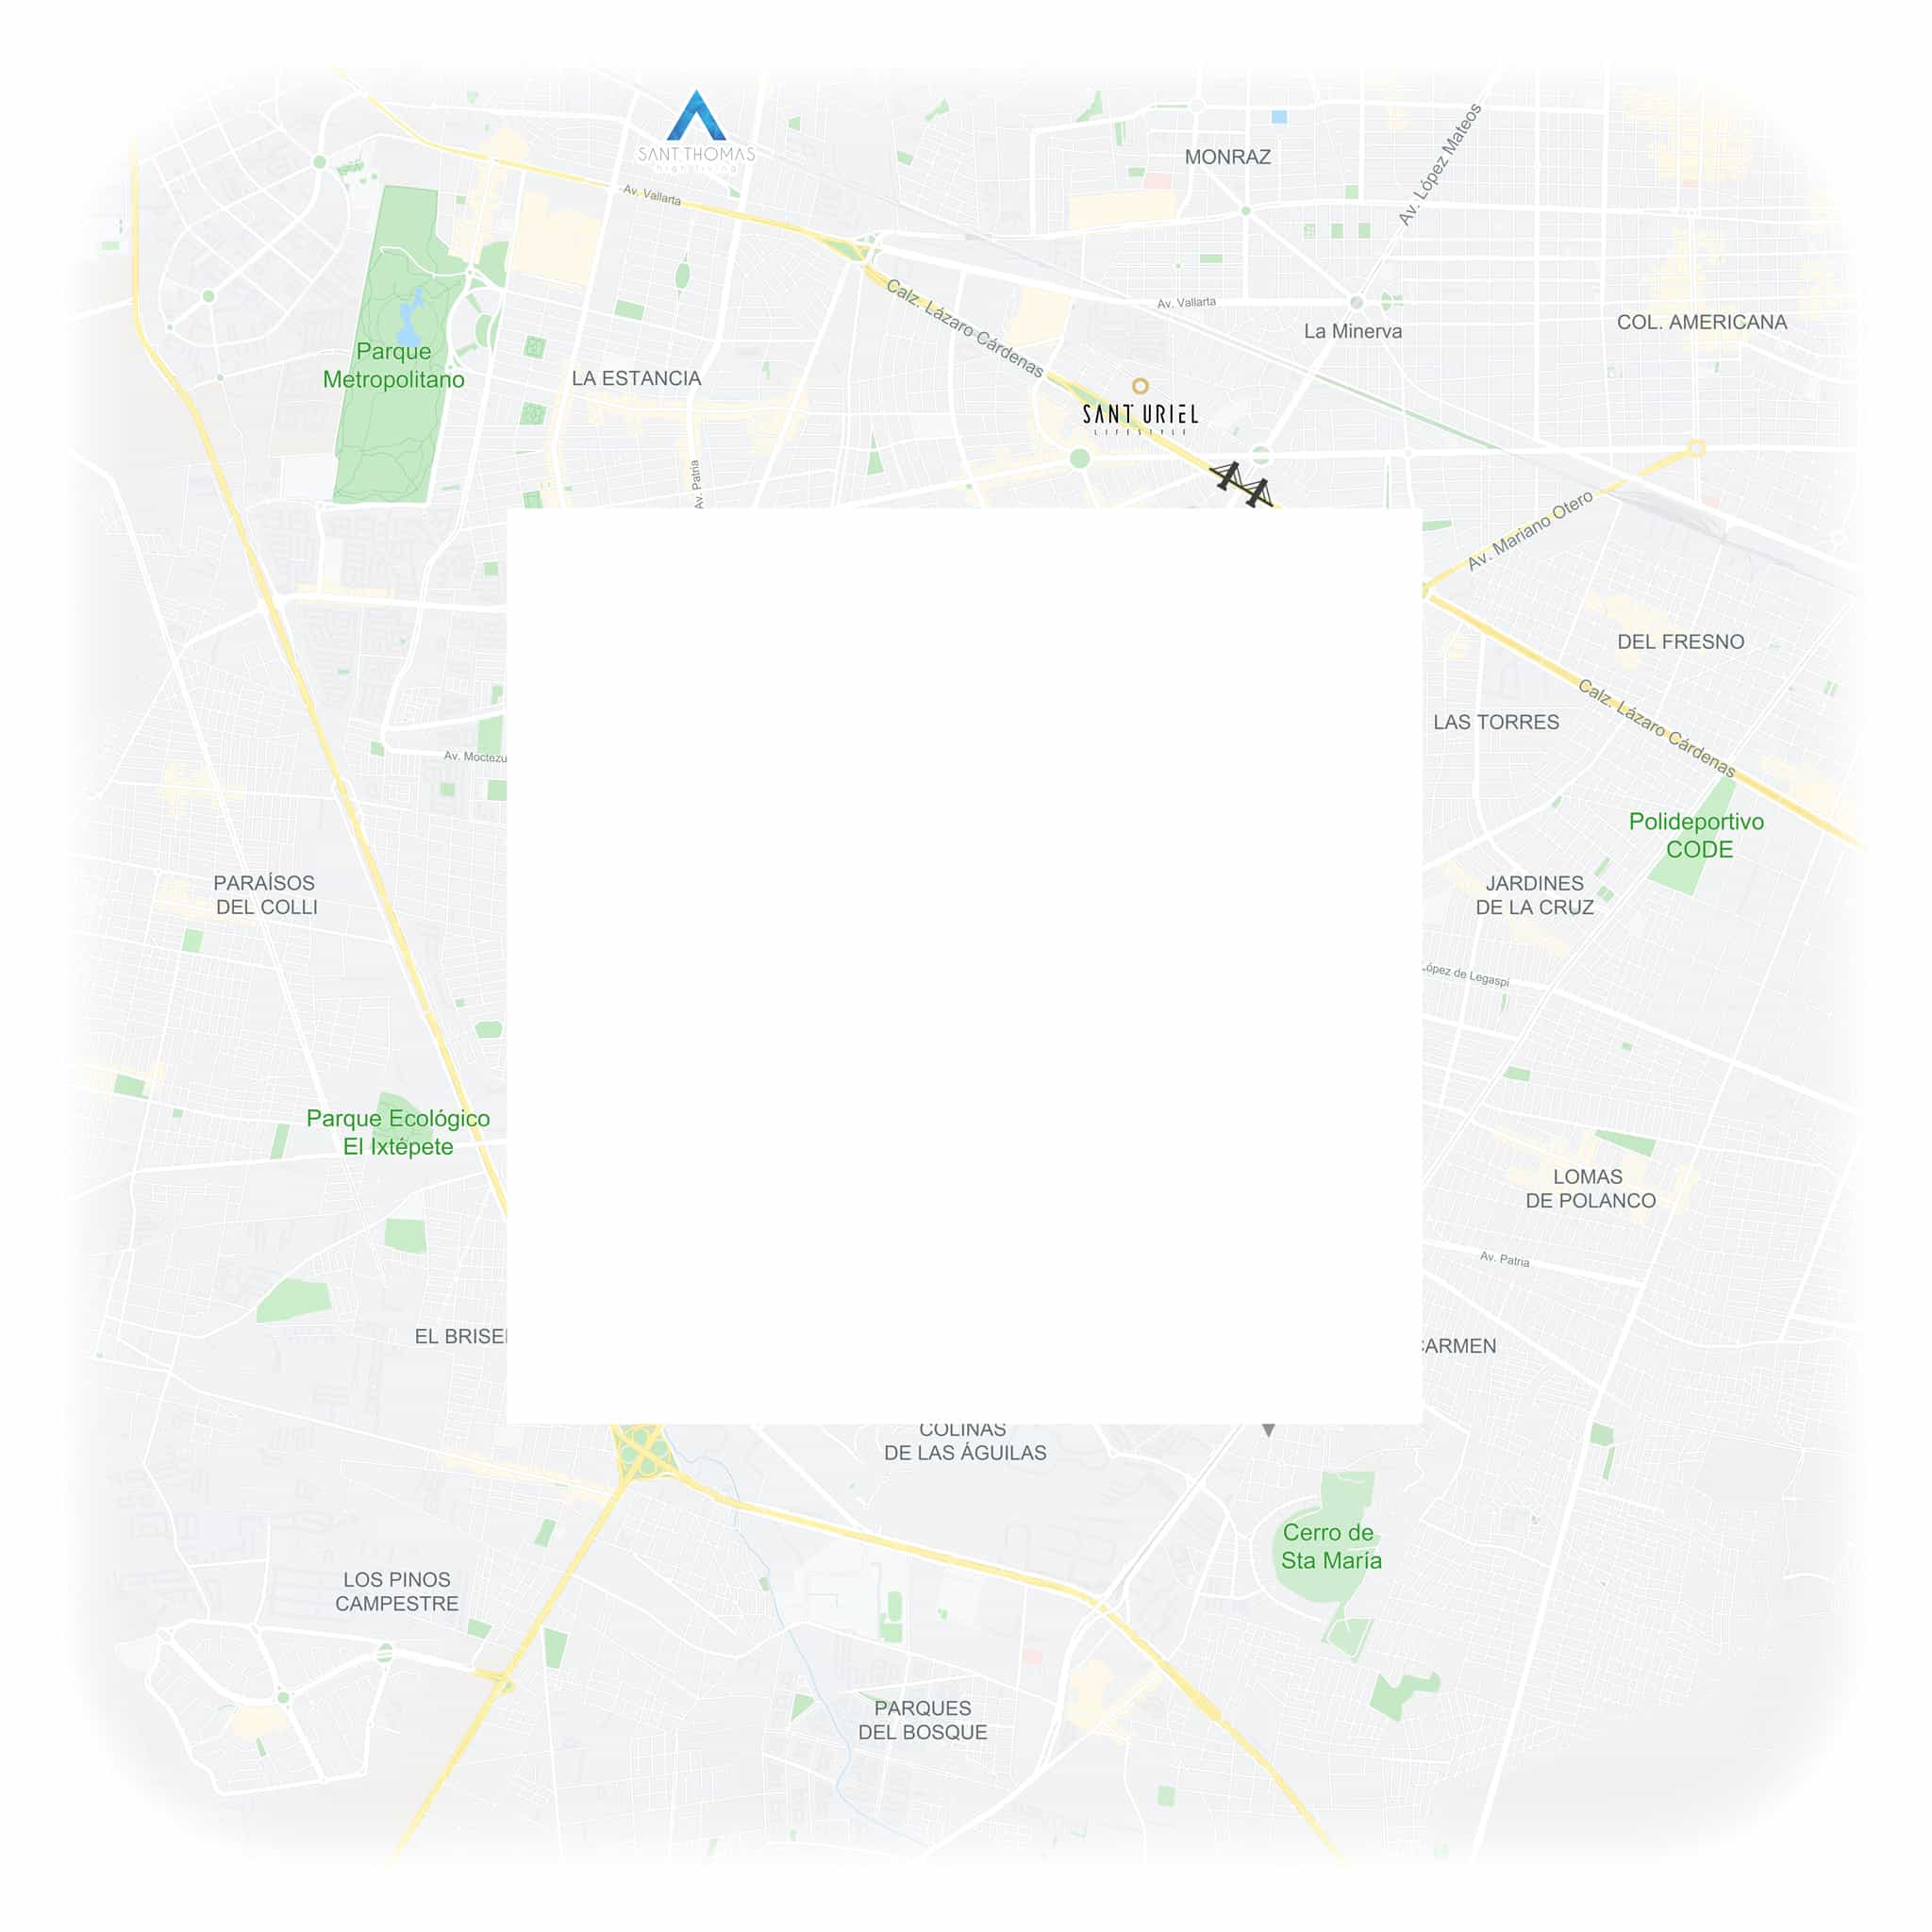 SANT THOMAS
high living
MONRAZ
Av. López Mateos
Av. Vallarta
Calz. Lázaro Cárdenas
Av. Vallarta
La Minerva
COL. AMERICANA
Parque
Metropolitano
LA ESTANCIA
SANT URIEL
LIFESTYLE
Av. Patria
Av. Mariano Otero
DEL FRESNO
Calz. Lázaro Cárdenas
LAS TORRES
Av. Moctezu
Polideportivo
CODE
PARAÍSOS
DEL COLLI
JARDINES
DE LA CRUZ
López de Legaspi
Parque Ecológico
El Ixtépete
LOMAS
DE POLANCO
Av. Patria
EL BRISE
CARMEN
COLINAS
DE LAS ÁGUILAS
Cerro de
Sta María
LOS PINOS
CAMPESTRE
PARQUES
DEL BOSQUE